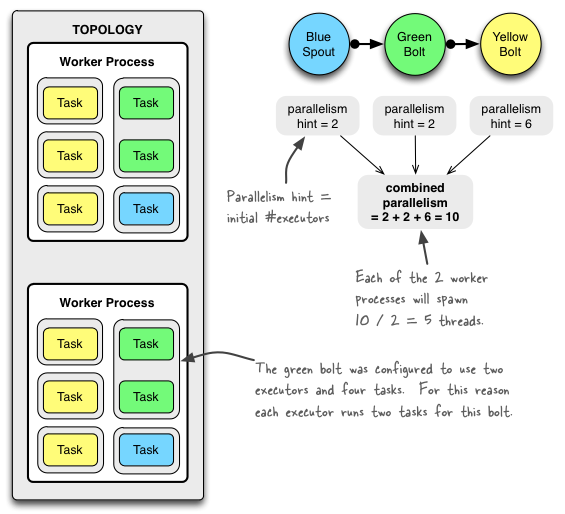 TOPOLOGY
Worker Process
Task
Task
Task
Task
Task
Task
Worker Process
Task
Task
Task
Task
Task
Task
Blue
Spout
Green
Bolt
Yellow
Bolt
parallelism
hint = 2
parallelism
hint = 2
parallelism
hint = 6
Parallelism hint =
initial #executors
combined
parallelism
= 2 + 2 + 6 = 10
Each of the 2 worker
processes will spawn
10 / 2 = 5 threads.
The green bolt was configured to use two
executors and four tasks. For this reason
each executor runs two tasks for this bolt.